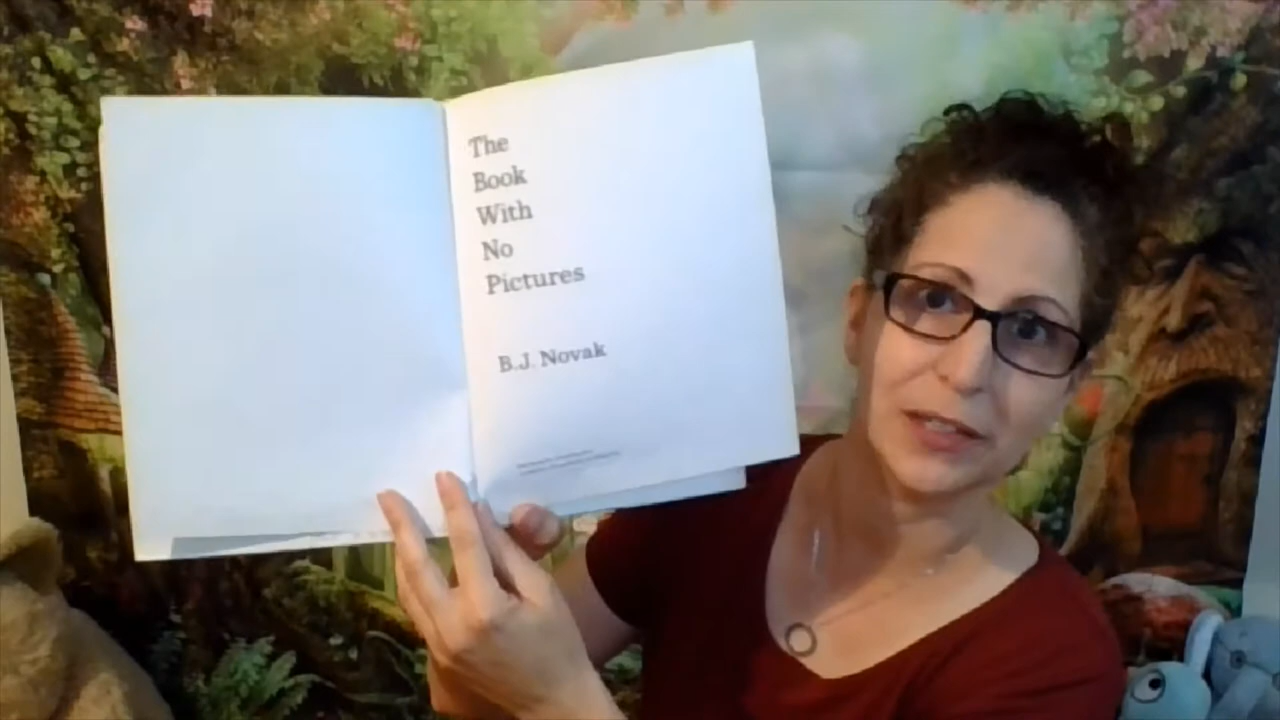 The
Book
With
No
Pictures
B.J. Novak